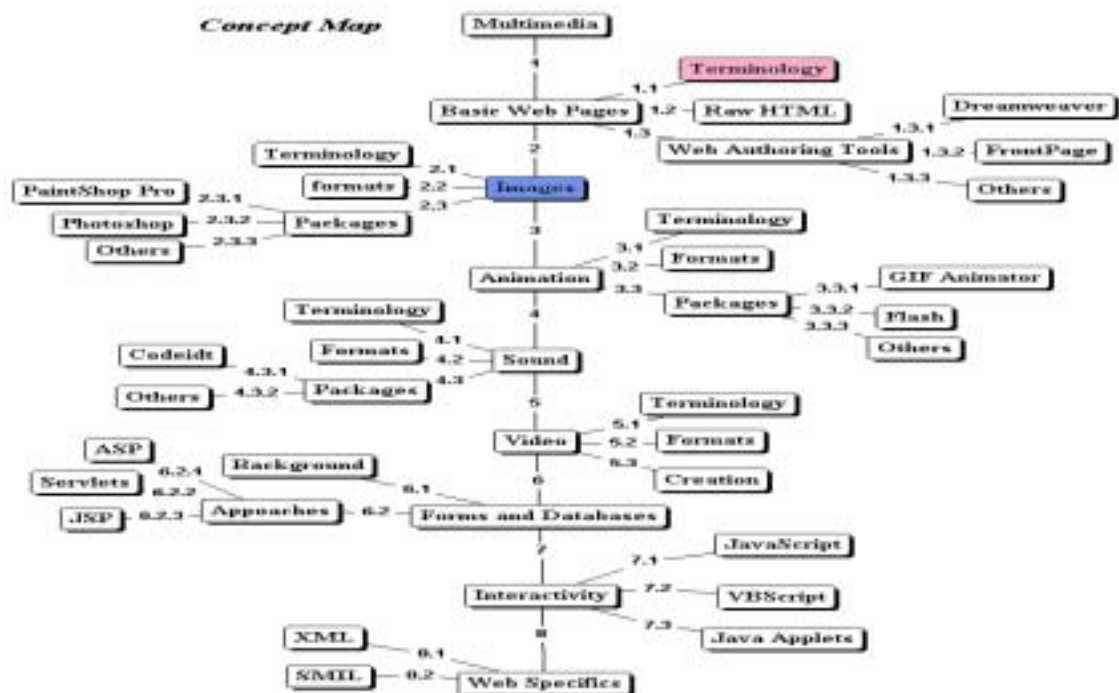 Concept Map
Multimedia
1
1.1
Terminology
Basic Web Pages
1.2
Raw HTML
1.3
Web Authoring Tools
1.3.1
Dreamweaver
1.3.2
FrontPage
1.3.3
Others
2
Images
2.1
Terminology
2.2
formats
2.3
Packages
2.3.1
PaintShop Pro
2.3.2
Photoshop
2.3.3
Others
3
Animation
3.1
Terminology
3.2
Formats
3.3
Packages
3.3.1
GIF Animator
3.3.2
Flash
3.3.3
Others
4
Sound
4.1
Terminology
4.2
Formats
4.3
Packages
4.3.1
Codeidt
4.3.2
Others
5
Video
5.1
Terminology
5.2
Formats
5.3
Creation
6
Forms and Databases
6.1
Background
6.2
Appoaches
6.2.1
ASP
6.2.2
Servlets
6.2.3
JSP
7
Interactivity
7.1
JavaScript
7.2
VBScript
7.3
Java Applets
8
Web Specifics
8.1
XML
8.2
SMIL